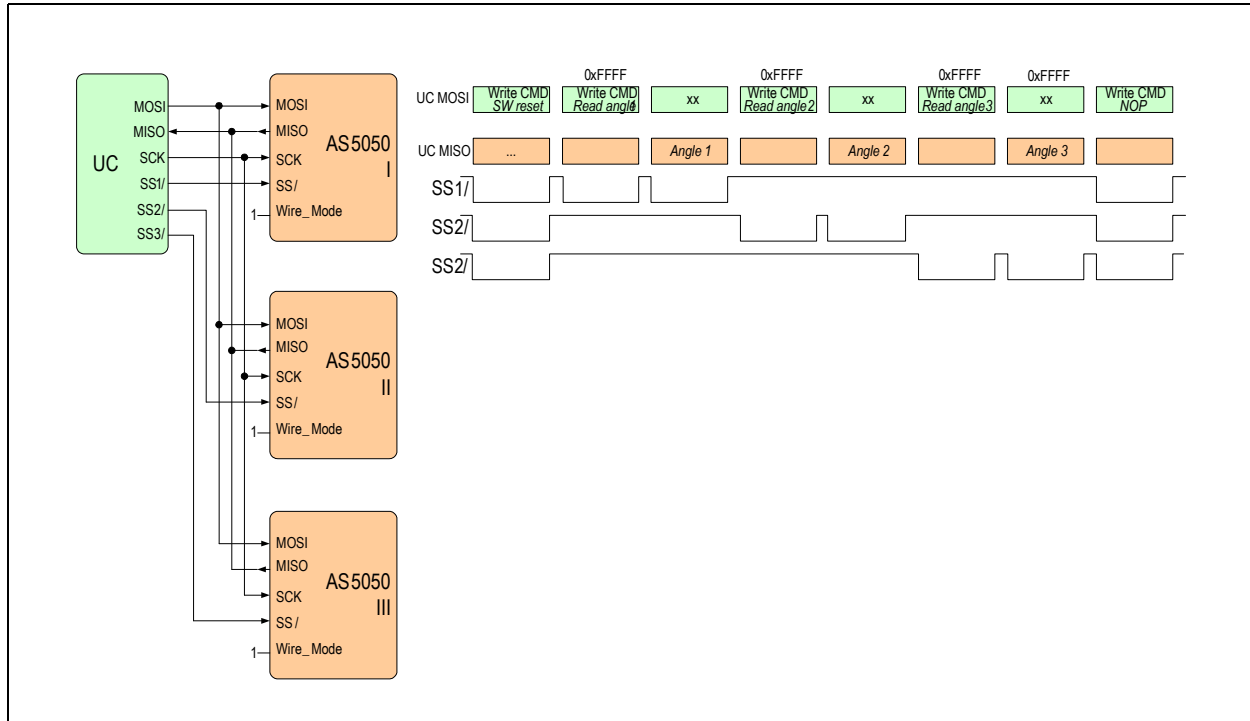 UC
MOSI
MISO
SCK
SS1/
SS2/
SS3/
MOSI
MISO
SCK
SS/
Wire_Mode
1
AS5050
I
MOSI
MISO
SCK
SS/
Wire_Mode
1
AS5050
II
MOSI
MISO
SCK
SS/
Wire_Mode
1
AS5050
III
0xFFFF 0xFFFF 0xFFFF 0xFFFF
UC MOSI
Write CMD
SW reset
Write CMD
Read angle1
xx
Write CMD
Read angle2
xx
Write CMD
Read angle3
xx
Write CMD
NOP
UC MISO ... Angle 1 Angle 2 Angle 3
SS1/
SS2/
SS2/